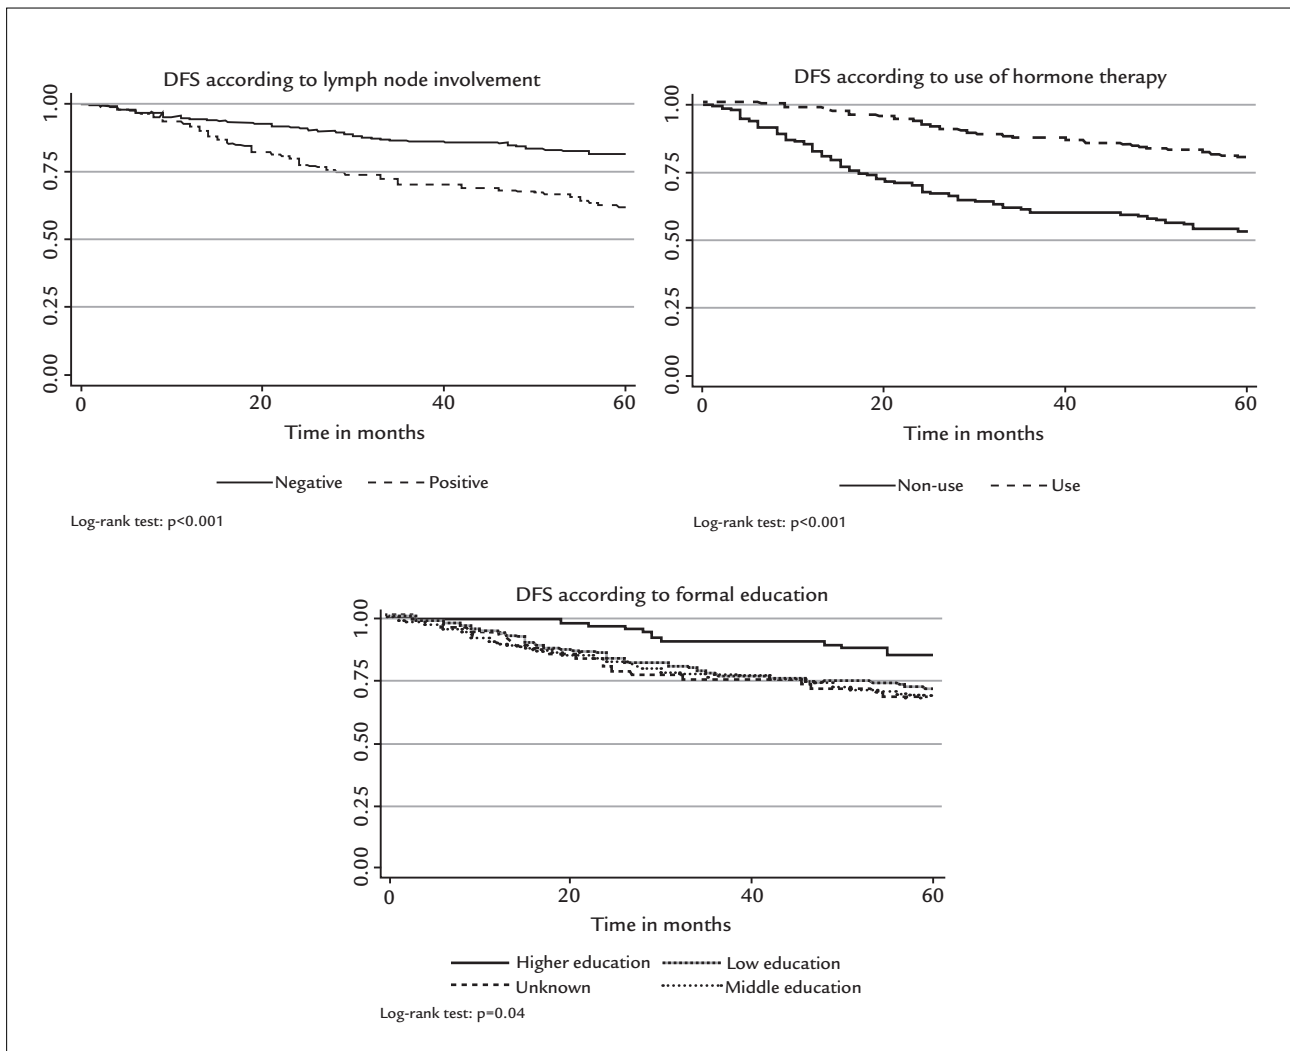 DFS according to lymph node involvement
1.00
0.75
0.50
0.25
0.00
0 20 40 60
Time in months
Negative Positive
Log-rank test: p<0.001
DFS according to use of hormone therapy
1.00
0.75
0.50
0.25
0.00
0 20 40 60
Time in months
Non-use Use
Log-rank test: p<0.001
DFS according to formal education
1.00
0.75
0.50
0.25
0.00
0 20 40 60
Time in months
Higher education Low education
Unknown Middle education
Log-rank test: p=0.04